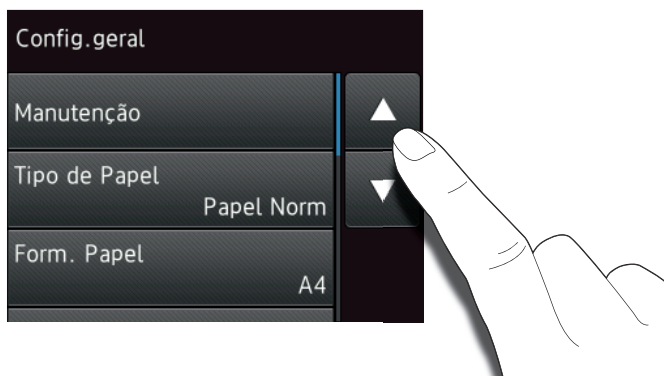 Config.geral
Manutenção
Tipo de Papel
Papel Norm
Form. Papel
A4